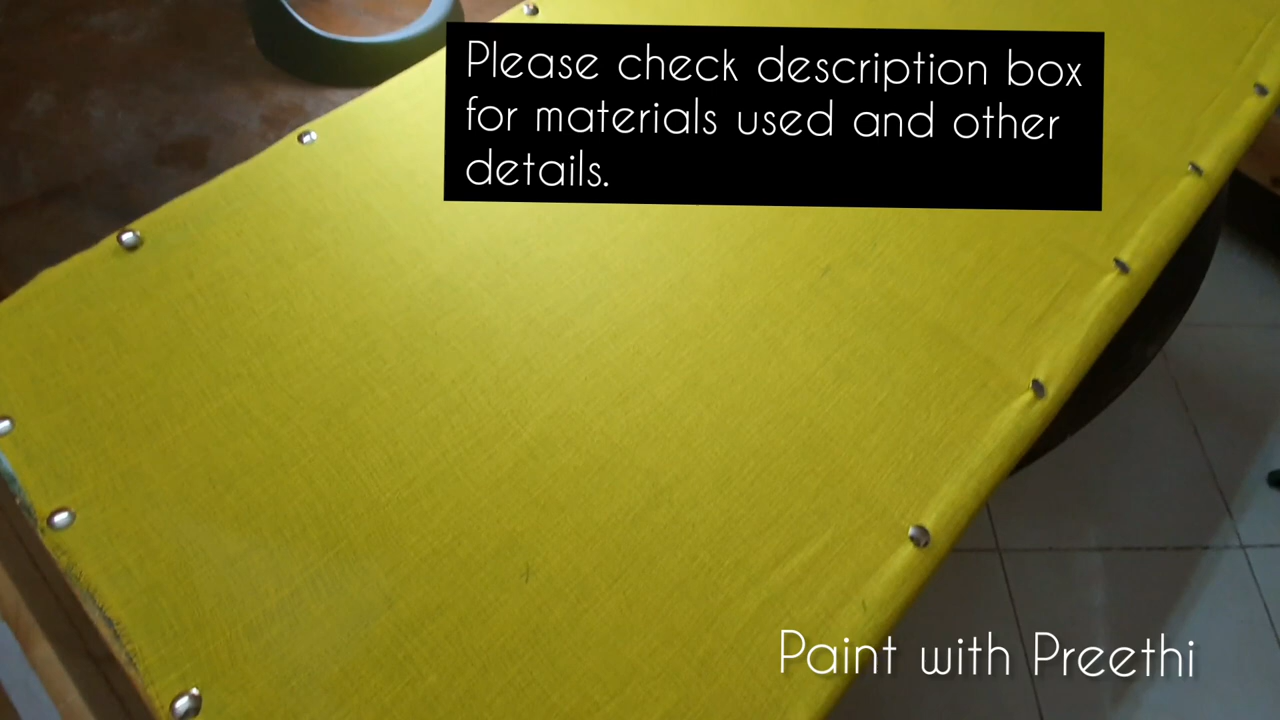 Please check description box
for materials used and other
details.
Paint with Preethi